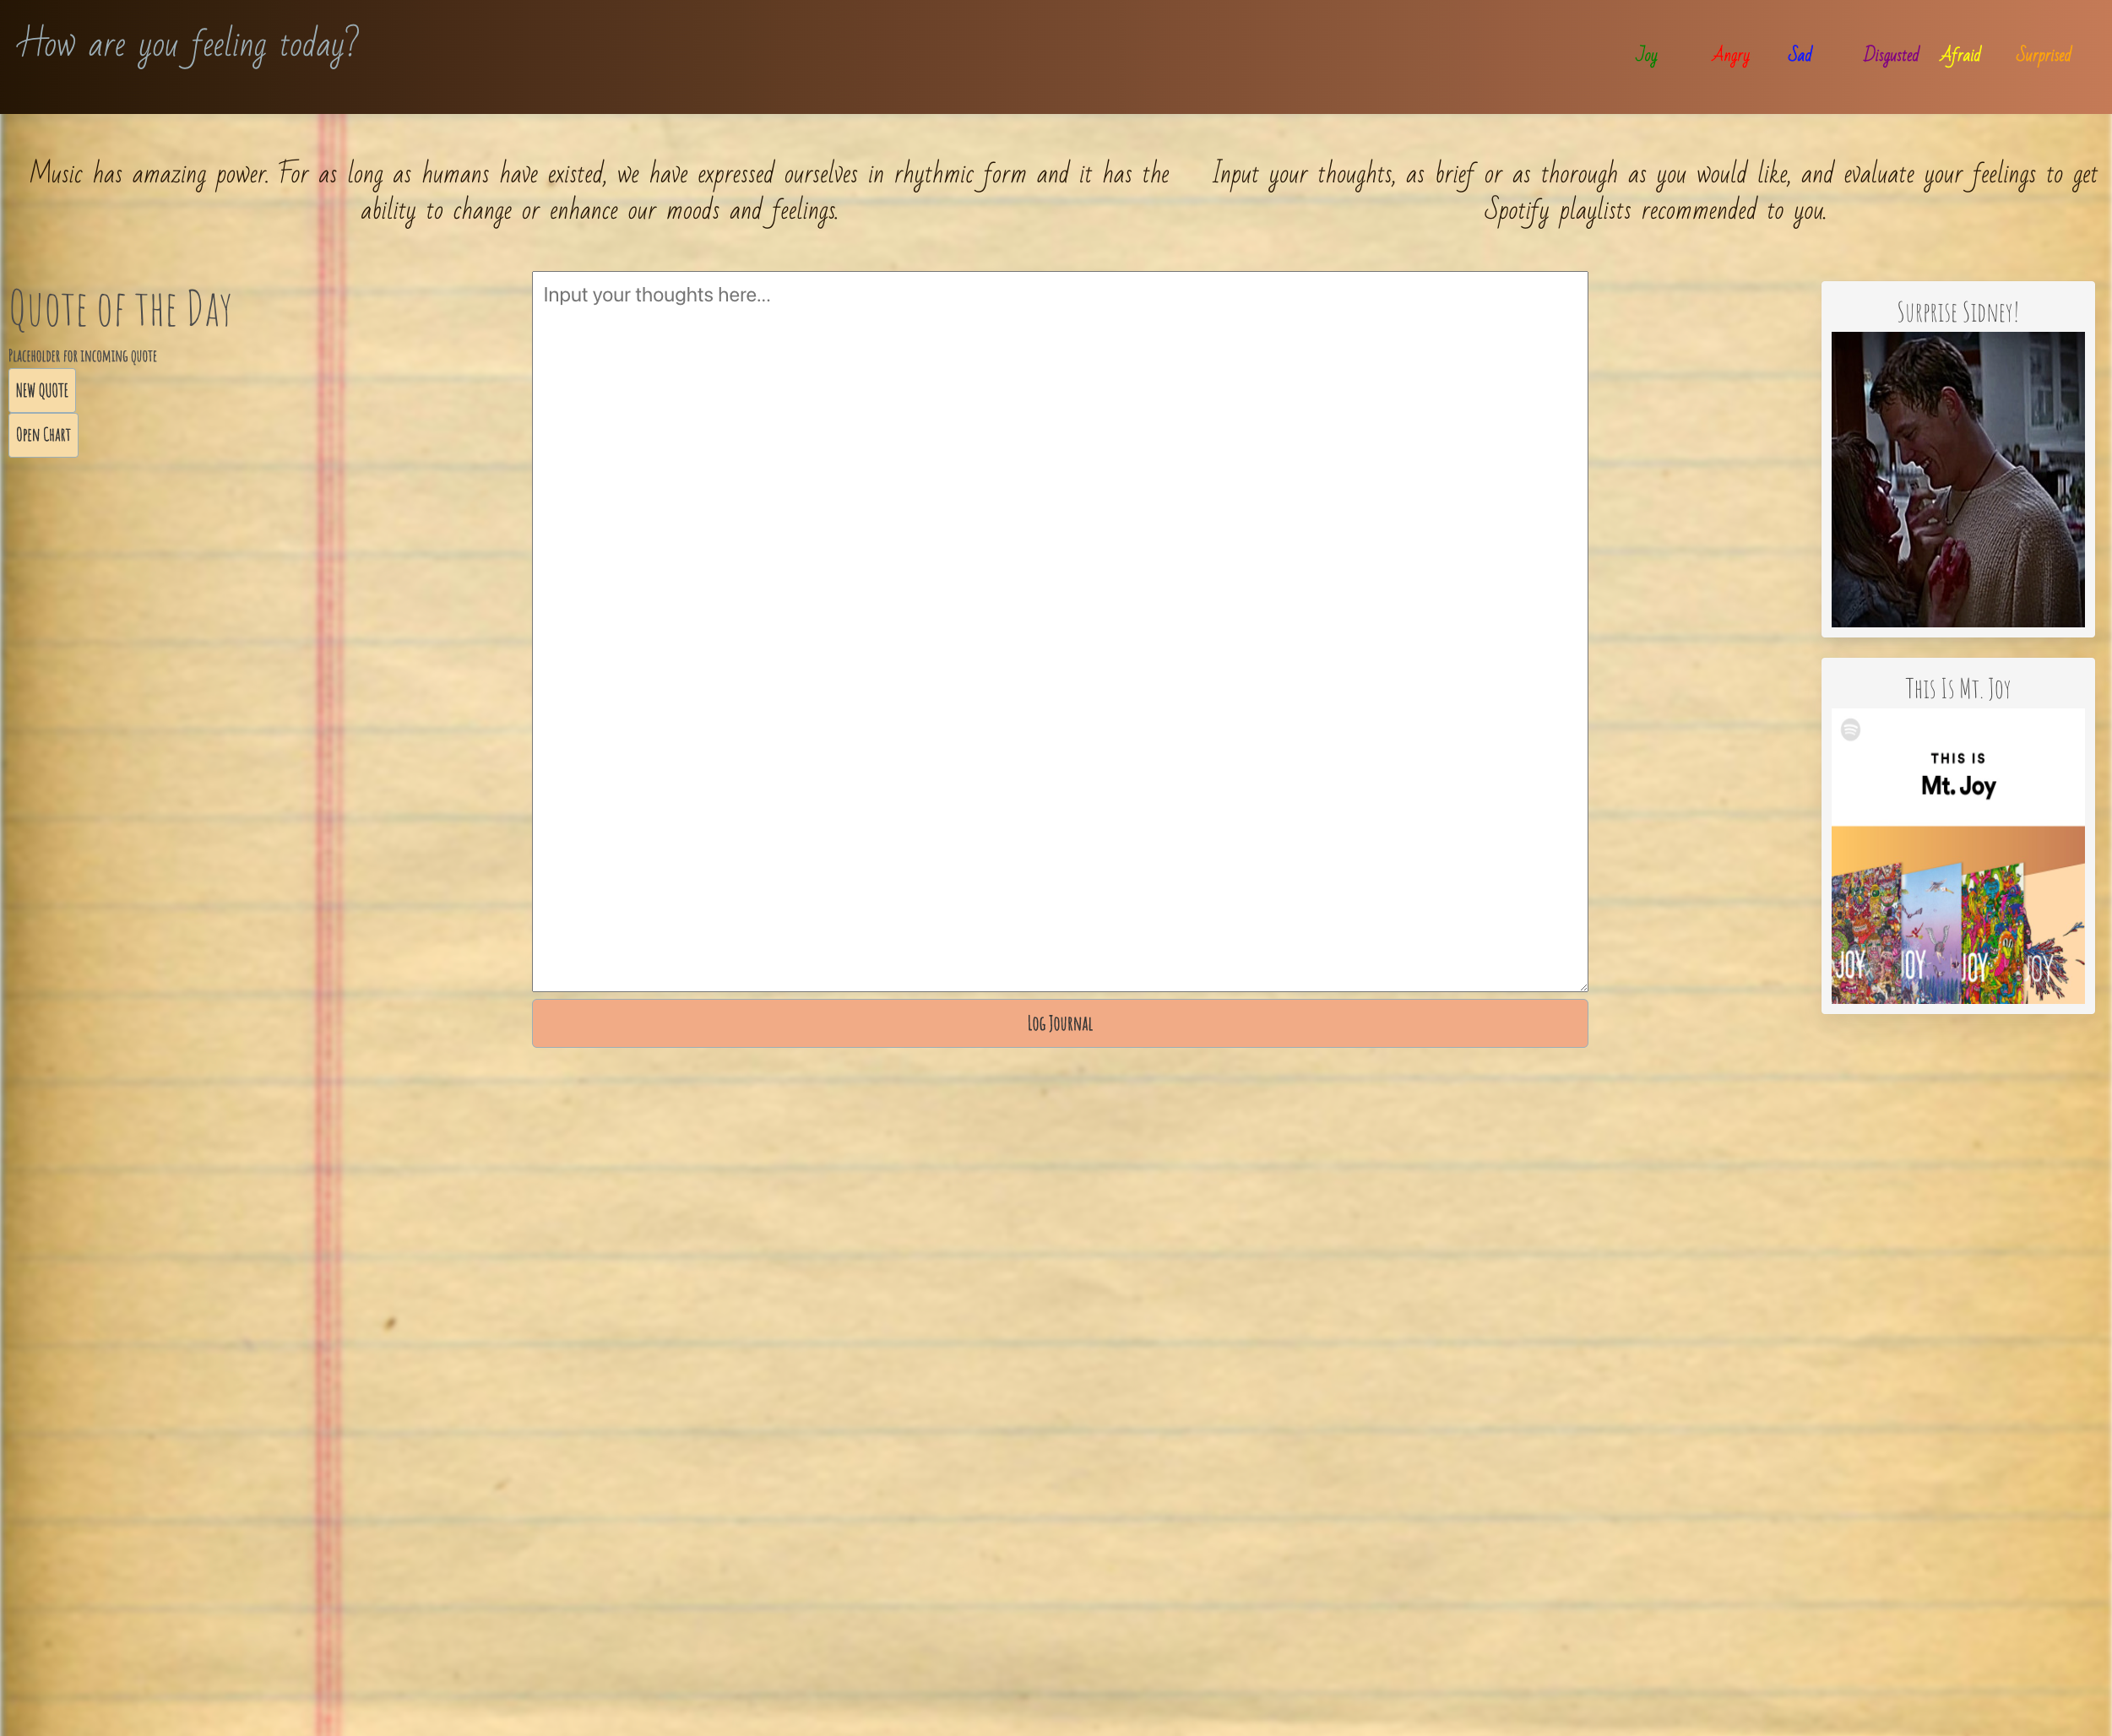 How are you feeling today?
Joy Angry Sad Disgusted Afraid Surprised
Music has amazing power. For as long as humans have existed, we have expressed ourselves in rhythmic form and it has the
ability to change or enhance our moods and feelings.
Input your thoughts, as brief or as thorough as you would like, and evaluate your feelings to get
Spotify playlists recommended to you.
Quote of the Day
Placeholder for incoming quote
NEW QUOTE
Open Chart
Input your thoughts here...
Log Journal
Surprise Sidney!
This Is Mt. Joy
THIS IS
Mt. Joy
JOY JOY JOY JOY